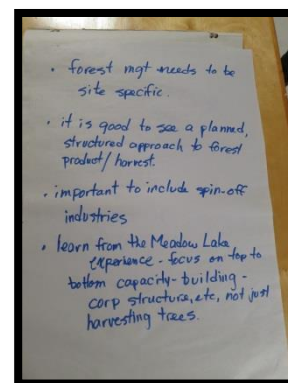 • forest mgt needs to be
site specific.
• it is good to see a planned,
structured approach to forest
product/harvest.
• important to include spin-off
industries
• learn from the Meadow Lake
experience - focus on top to
bottom capacity-building -
corp structure, etc, not just
harvesting trees.